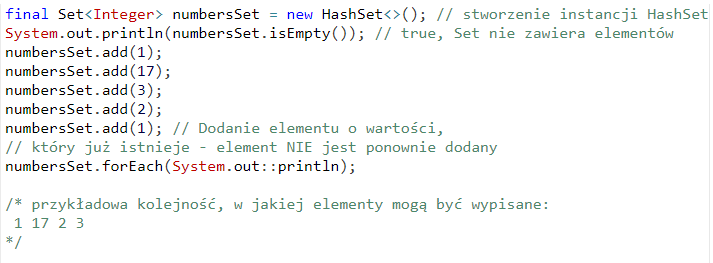 final Set<Integer> numbersSet = new HashSet<>(); // stworzenie instancji HashSet
System.out.println(numbersSet.isEmpty()); // true, Set nie zawiera elementów
numbersSet.add(1);
numbersSet.add(17);
numbersSet.add(3);
numbersSet.add(2);
numbersSet.add(1); // Dodanie elementu o wartości,
// który już istnieje - element NIE jest ponownie dodany
numbersSet.forEach(System.out::println);
/* przykładowa kolejność, w jakiej elementy mogą być wypisane:
1 17 2 3
*/